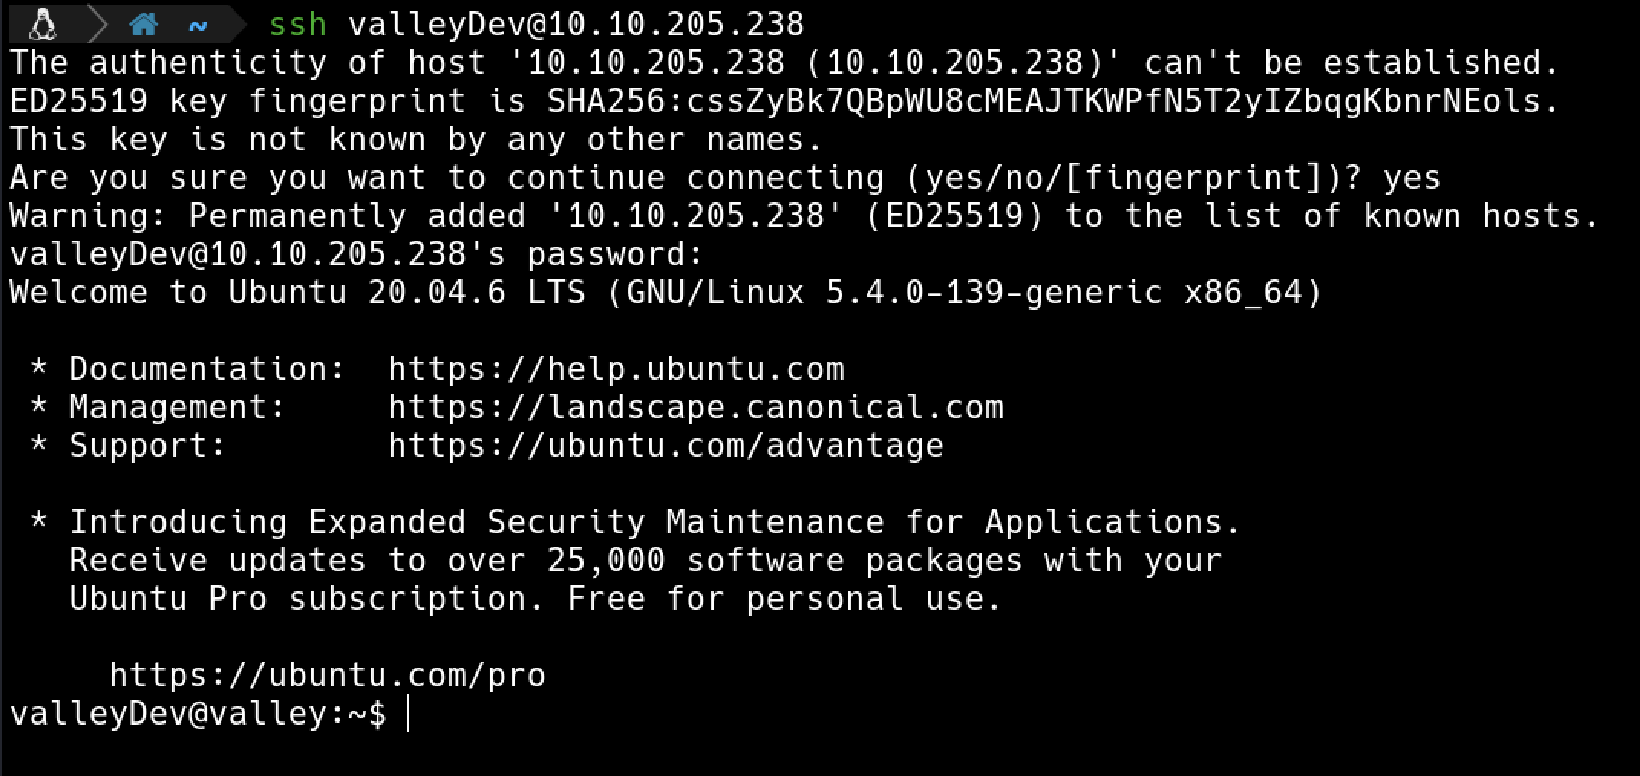 ~ ssh valleyDev@10.10.205.238
The authenticity of host '10.10.205.238 (10.10.205.238)' can't be established.
ED25519 key fingerprint is SHA256:cssZyBk7QBpWU8cMEAJTKWPfN5T2yIZbqgKbnrNEols.
This key is not known by any other names.
Are you sure you want to continue connecting (yes/no/[fingerprint])? yes
Warning: Permanently added '10.10.205.238' (ED25519) to the list of known hosts.
valleyDev@10.10.205.238's password:
Welcome to Ubuntu 20.04.6 LTS (GNU/Linux 5.4.0-139-generic x86_64)
* Documentation:  https://help.ubuntu.com
* Management:     https://landscape.canonical.com
* Support:        https://ubuntu.com/advantage
* Introducing Expanded Security Maintenance for Applications.
Receive updates to over 25,000 software packages with your
Ubuntu Pro subscription. Free for personal use.
https://ubuntu.com/pro
valleyDev@valley:~$